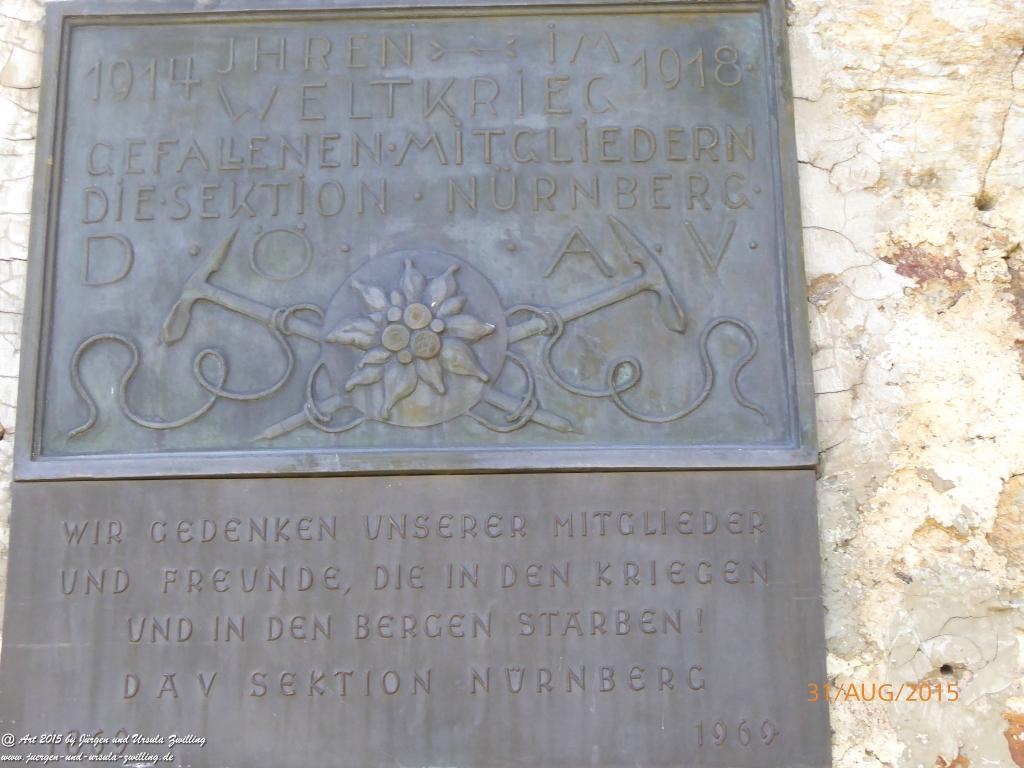 JHREN IM
1914 WELTKRIEG 1918
GEFALLENEN · MITGLIEDERN
DIE · SEKTION · NÜRNBERG ·
D · Ö · A · V ·
WIR GEDENKEN UNSERER MITGLIEDER
UND FREUNDE, DIE IN DEN KRIEGEN
UND IN DEN BERGEN STARBEN!
DAV SEKTION NÜRNBERG
1969 1969
31/AUG/2015
@ Art 2015 by Jürgen und Ursula Zwilling
www.juergen-und-ursula-zwilling.de